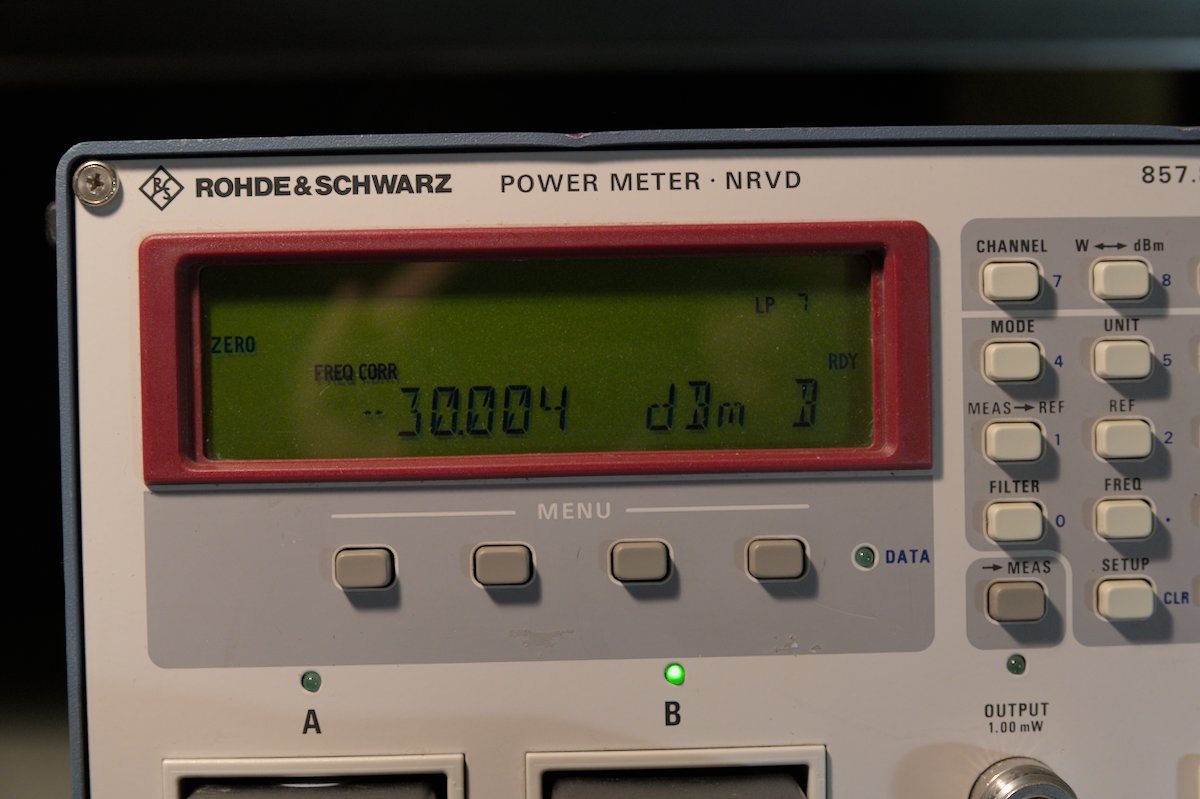 R&S ROHDE&SCHWARZ POWER METER · NRVD 857.
LP 7
ZERO
RDY
FREQ CORR
-30.004 dBm B
MENU
DATA
A
B
CHANNEL 7 W ↔ dBm 8
MODE 4 UNIT 5
MEAS→REF 1 REF 2
FILTER 0 FREQ .
→MEAS SETUP CLR
OUTPUT
1.00 mW